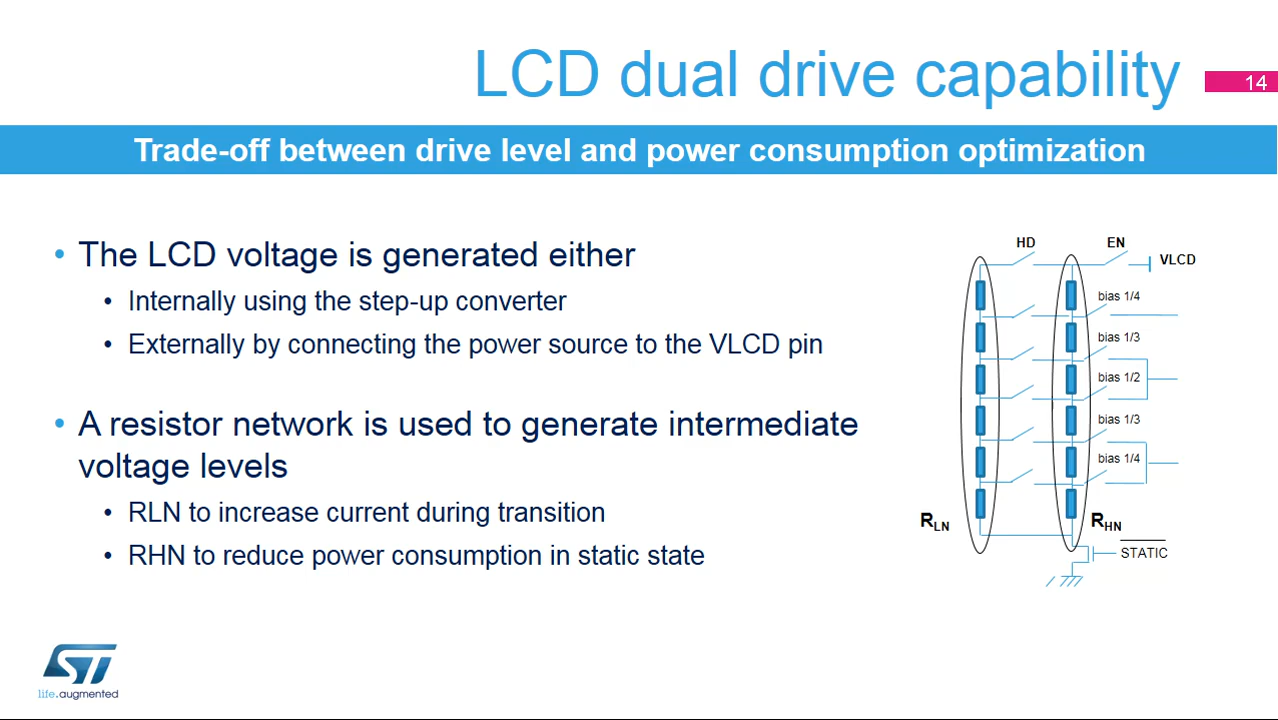 LCD dual drive capability
14
Trade-off between drive level and power consumption optimization
• The LCD voltage is generated either
• Internally using the step-up converter
• Externally by connecting the power source to the VLCD pin
• A resistor network is used to generate intermediate
voltage levels
• RLN to increase current during transition
• RHN to reduce power consumption in static state
HD
EN
VLCD
bias 1/4
bias 1/3
bias 1/2
bias 1/3
bias 1/4
RLN
RHN
STATIC
ST
life.augmented